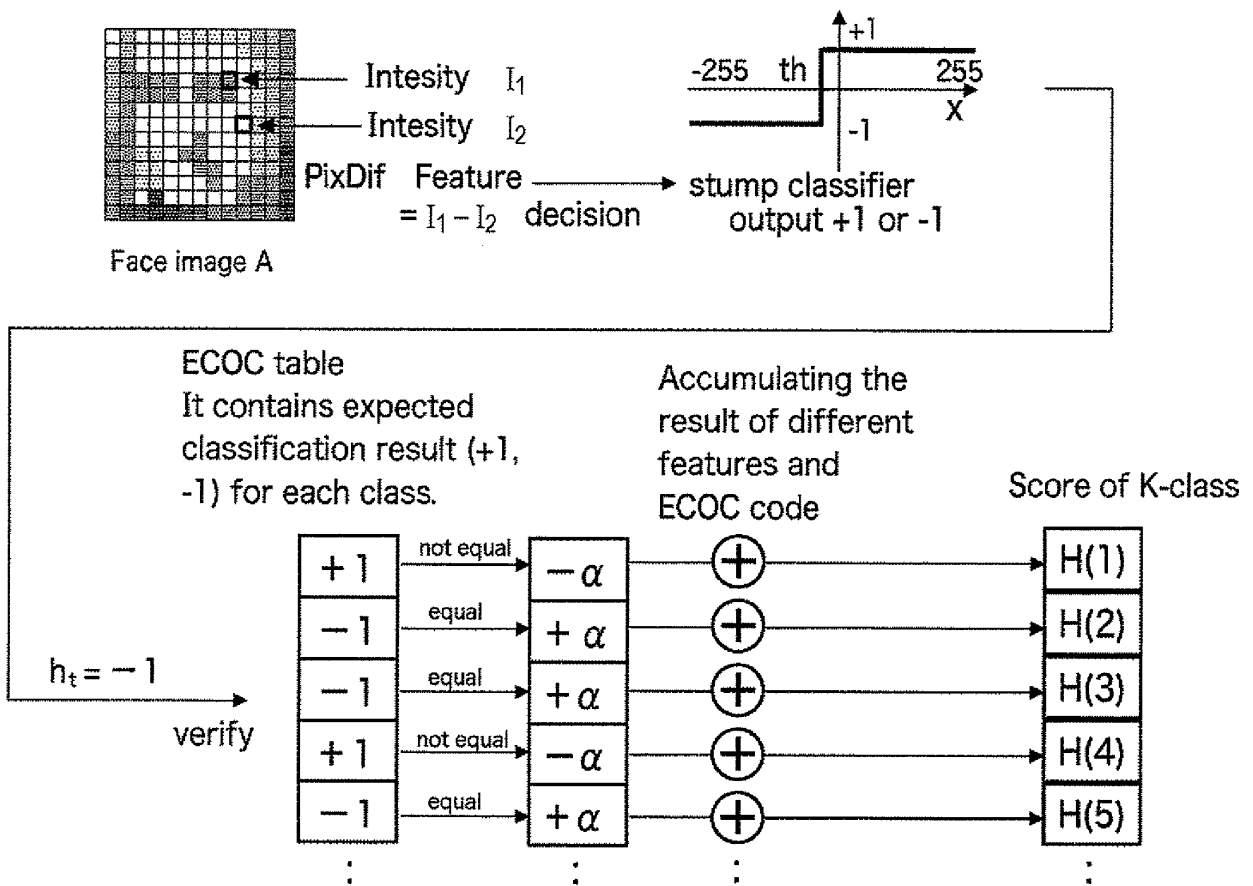 +1
-255 th 255
X
-1
Intesity I1
Intesity I2
PixDif Feature
= I1 – I2 decision
stump classifier
output +1 or -1
Face image A
ECOC table
It contains expected
classification result (+1,
-1) for each class.
Accumulating the
result of different
features and
ECOC code
Score of K-class
+1 not equal −α + H(1)
−1 equal +α + H(2)
−1 equal +α + H(3)
+1 not equal −α + H(4)
−1 equal +α + H(5)
ht = −1
verify